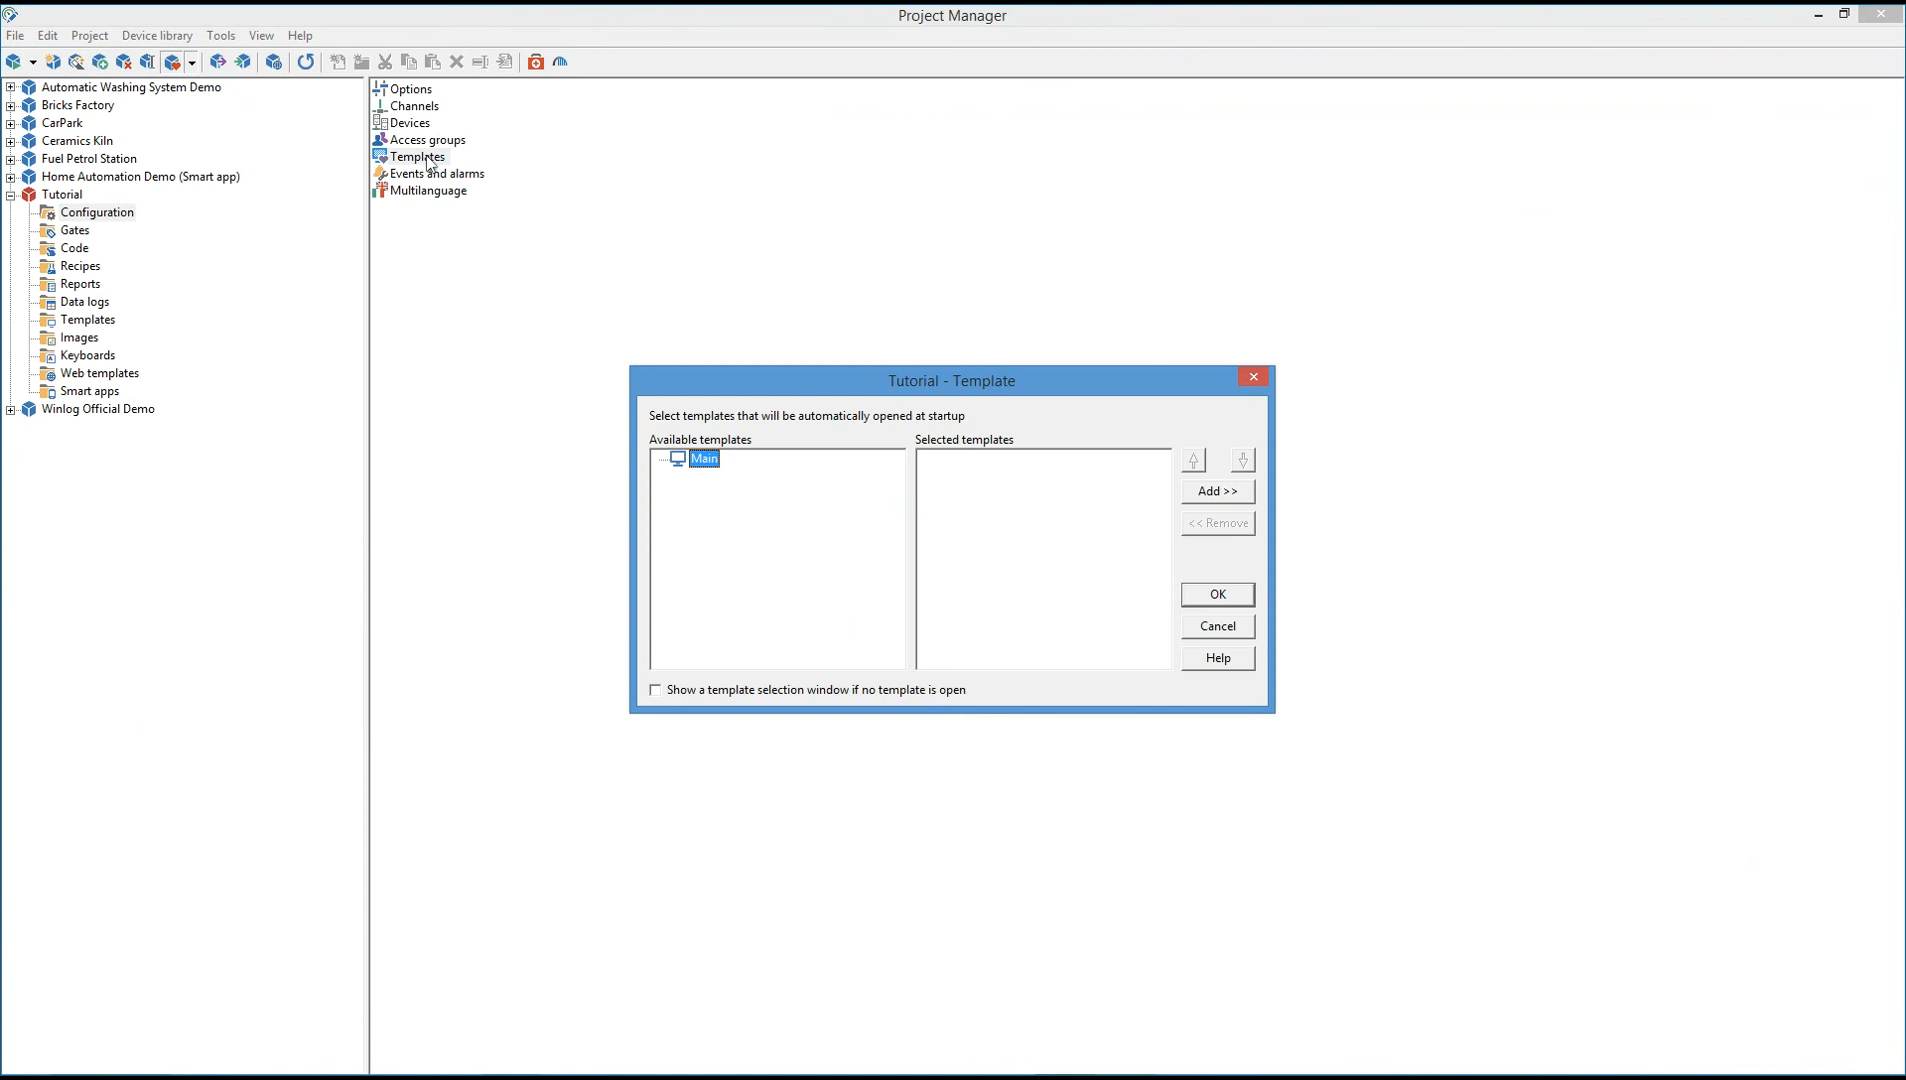 Project Manager
File Edit Project Device library Tools View Help
Automatic Washing System Demo
Bricks Factory
CarPark
Ceramics Kiln
Fuel Petrol Station
Home Automation Demo (Smart app)
Tutorial
Configuration
Gates
Code
Recipes
Reports
Data logs
Templates
Images
Keyboards
Web templates
Smart apps
Winlog Official Demo
Options
Channels
Devices
Access groups
Templates
Events and alarms
Multilanguage
Tutorial - Template
Select templates that will be automatically opened at startup
Available templates
Selected templates
Main
Add >>
<< Remove
OK
Cancel
Help
Show a template selection window if no template is open